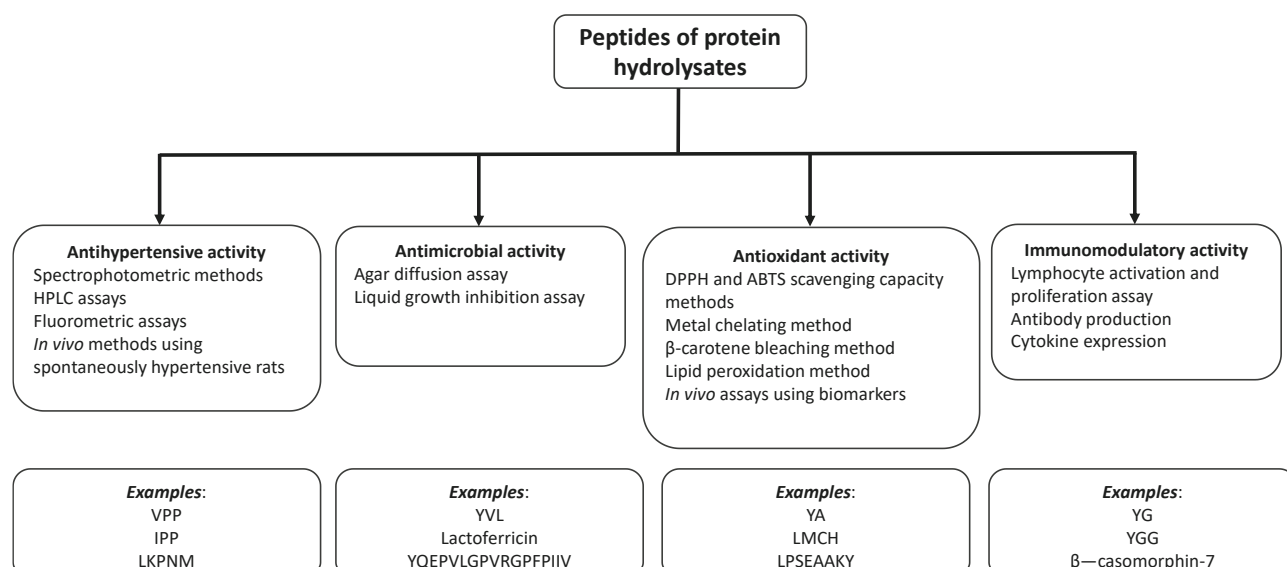 Peptides of protein
hydrolysates
Antihypertensive activity
Spectrophotometric methods
HPLC assays
Fluorometric assays
In vivo methods using
spontaneously hypertensive rats
Antimicrobial activity
Agar diffusion assay
Liquid growth inhibition assay
Antioxidant activity
DPPH and ABTS scavenging capacity
methods
Metal chelating method
β-carotene bleaching method
Lipid peroxidation method
In vivo assays using biomarkers
Immunomodulatory activity
Lymphocyte activation and
proliferation assay
Antibody production
Cytokine expression
Examples:
VPP
IPP
LKPNM
Examples:
YVL
Lactoferricin
YQEPVLGPVRGPFPIIV
Examples:
YA
LMCH
LPSEAAKY
Examples:
YG
YGG
β—casomorphin-7